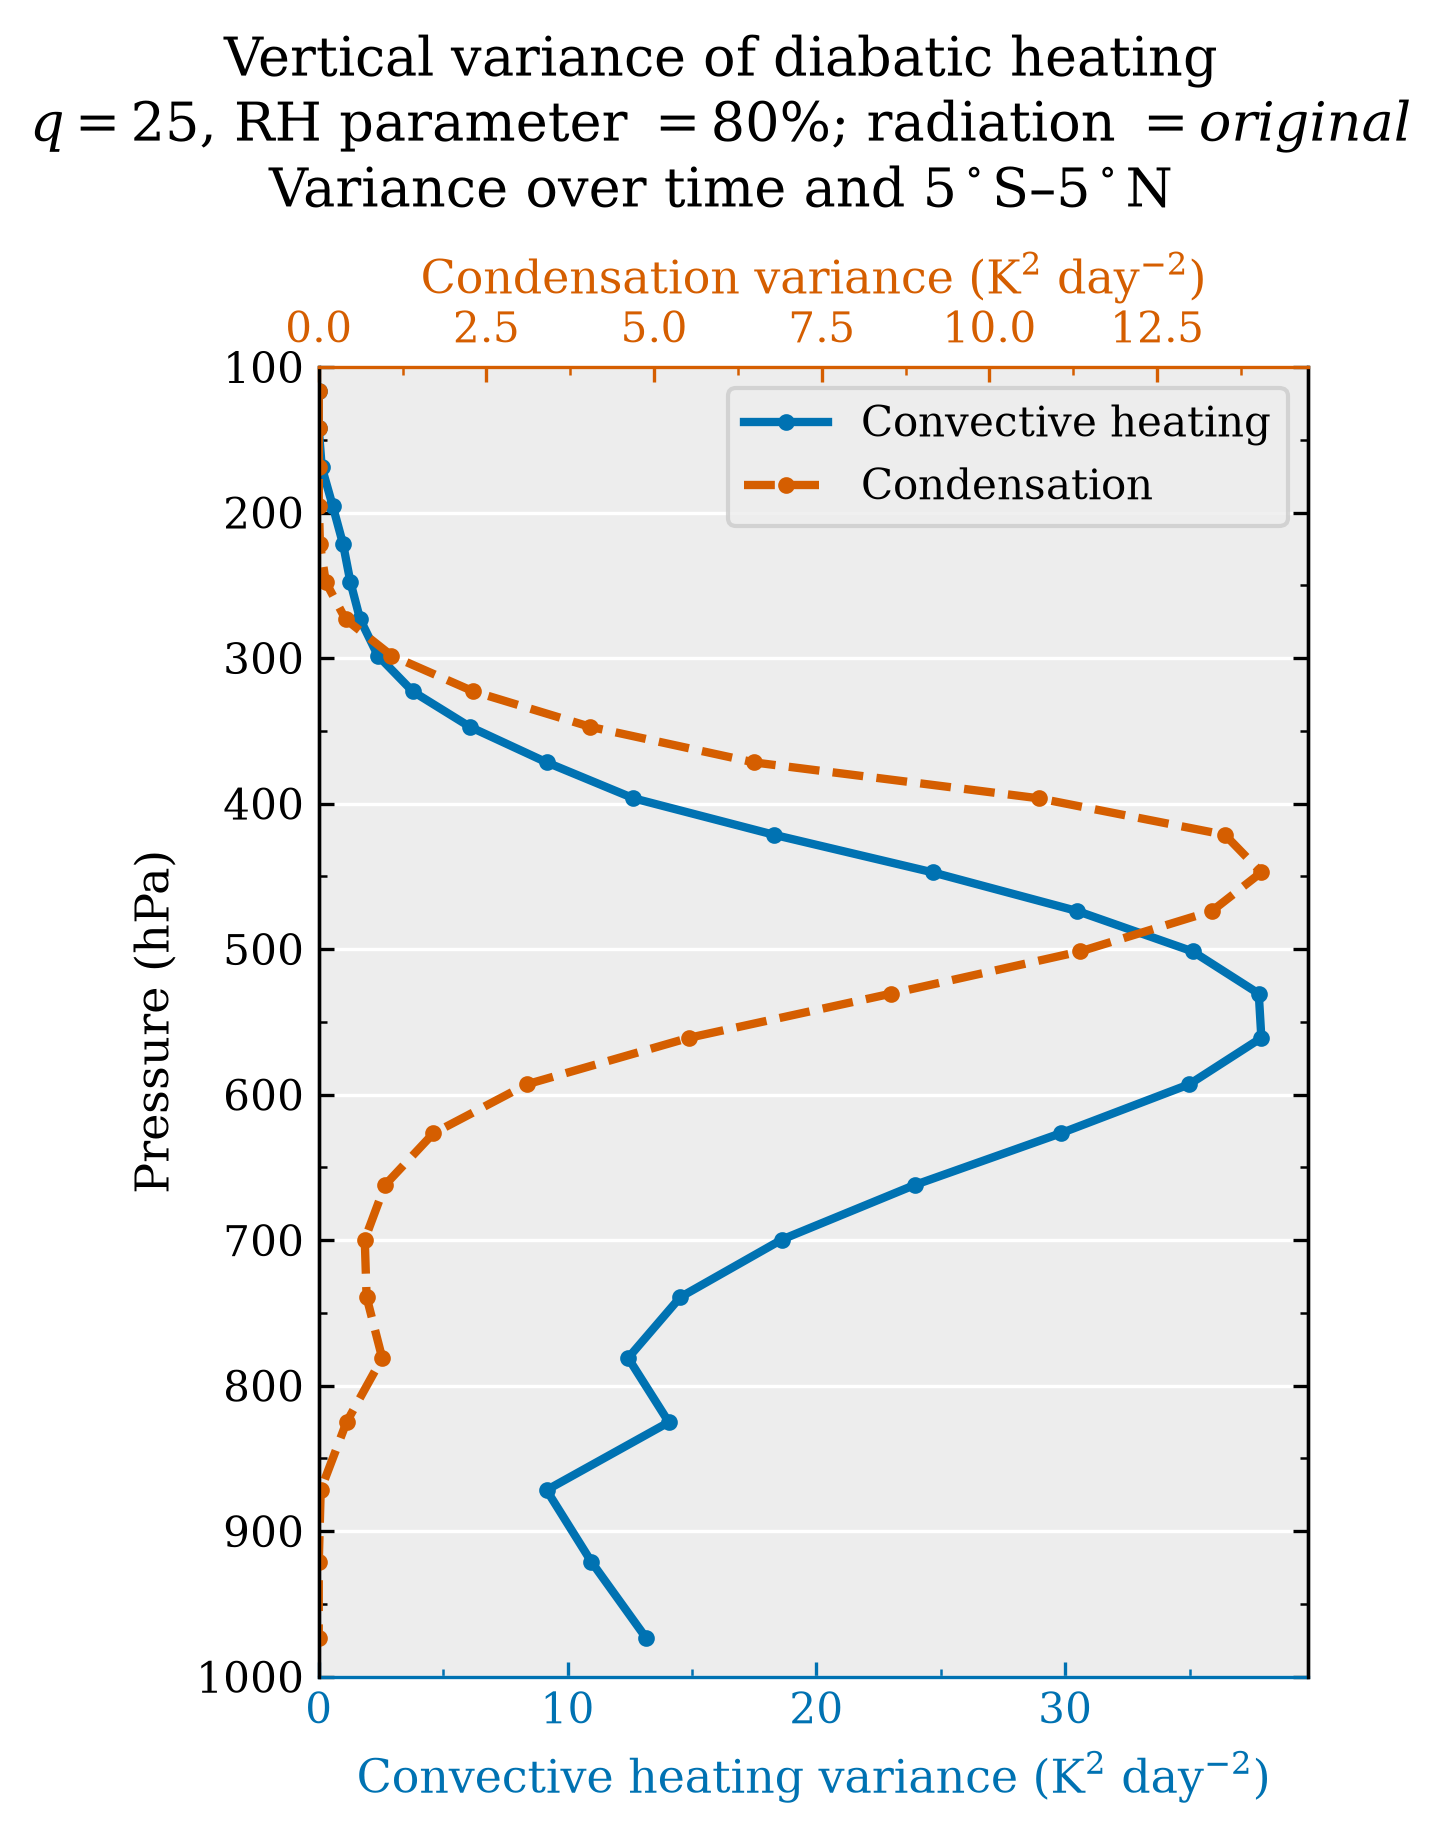 Vertical variance of diabatic heating
q = 25, RH parameter = 80%; radiation = original
Variance over time and 5°S–5°N
Condensation variance (K² day⁻²)
0.0 2.5 5.0 7.5 10.0 12.5
100
Convective heating
Condensation
200
300
400
500
600
700
800
900
1000
Pressure (hPa)
0 10 20 30
Convective heating variance (K² day⁻²)